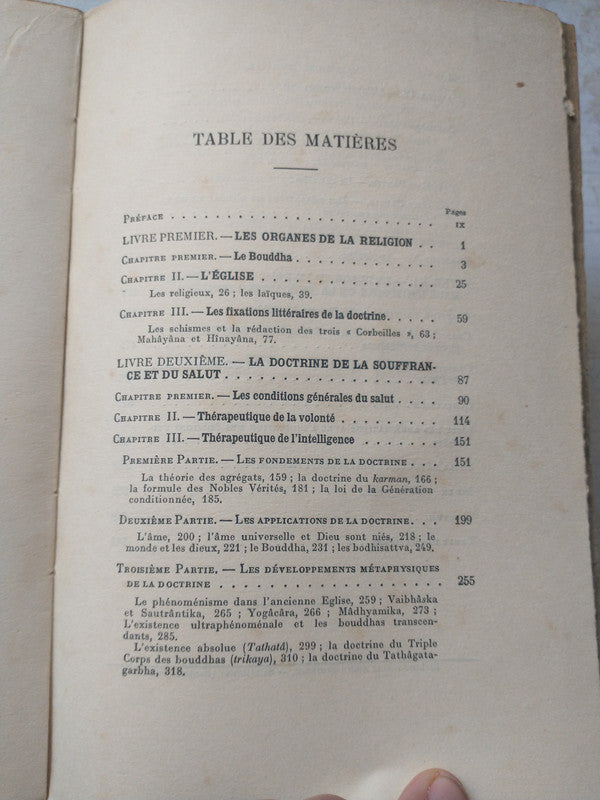 TABLE DES MATIÈRES
Pages
PRÉFACE . . . . . . . . . . . . . . . . . . . . . . . IX
LIVRE PREMIER. — LES ORGANES DE LA RELIGION . . 1
CHAPITRE PREMIER. — Le Bouddha . . . . . . . . . . . . 3
CHAPITRE II. — L'ÉGLISE . . . . . . . . . . . . . . . 25
Les religieux, 26 ; les laïques, 39.
CHAPITRE III. — Les fixations littéraires de la doctrine. . . . . 59
Les schismes et la rédaction des trois « Corbeilles », 63 ;
Mahâyâna et Hînayâna, 77.
LIVRE DEUXIÈME. — LA DOCTRINE DE LA SOUFFRAN-
CE ET DU SALUT . . . . . . . . . . . . . . . . . . 87
CHAPITRE PREMIER. — Les conditions générales du salut . . . . 90
CHAPITRE II. — Thérapeutique de la volonté . . . . . . . . . 114
CHAPITRE III. — Thérapeutique de l'intelligence . . . . . . . 151
PREMIÈRE PARTIE. — LES FONDEMENTS DE LA DOCTRINE . . . 151
La théorie des agrégats, 159 ; la doctrine du karman, 166 ;
la formule des Nobles Vérités, 181 ; la loi de la Génération
conditionnée, 185.
DEUXIÈME PARTIE. — LES APPLICATIONS DE LA DOCTRINE. . . 199
L'âme, 200 ; l'âme universelle et Dieu sont niés, 218 ; le
monde et les dieux, 221 ; le Bouddha, 231 ; les bodhisattva, 249.
TROISIÈME PARTIE. — LES DÉVELOPPEMENTS MÉTAPHYSIQUES
DE LA DOCTRINE . . . . . . . . . . . . . . . . . . . 255
Le phénoménisme dans l'ancienne Eglise, 259 ; Vaibhâska
et Sautrântika, 265 ; Yogâcâra, 266 ; Mâdhyamika, 273 ;
L'existence ultraphénoménale et les bouddhas transcen-
dants, 285.
L'existence absolue (Tathatâ), 299 ; la doctrine du Triple
Corps des bouddhas (trikaya), 310 ; la doctrine du Tathâgata-
garbha, 318.